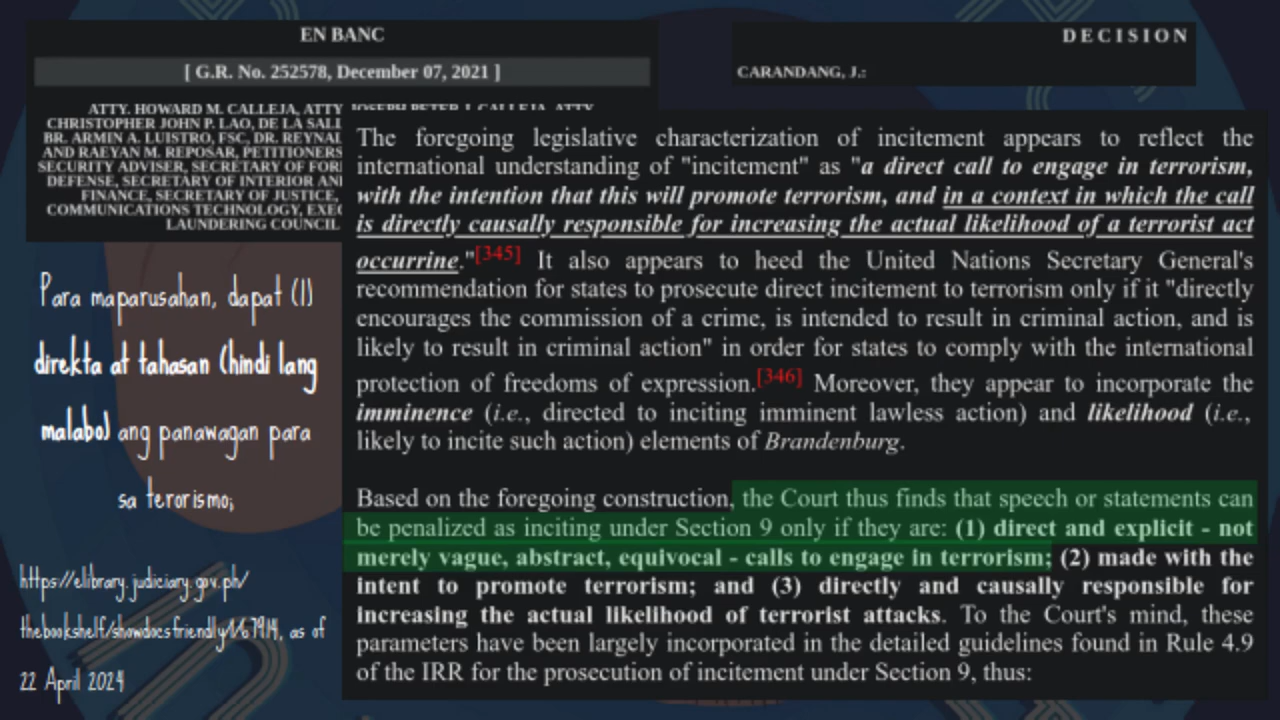 EN BANC
[ G.R. No. 252578, December 07, 2021 ]
ATTY. HOWARD M. CALLEJA, ATTY. JOSEPH PETER J. CALLEJA, ATTY.
CHRISTOPHER JOHN P. LAO, DE LA SALL
BR. ARMIN A. LUISTRO, FSC, DR. REYNAL
AND RAEYAN M. REPOSAR, PETITIONERS
SECURITY ADVISER, SECRETARY OF FOR
DEFENSE, SECRETARY OF INTERIOR AN
FINANCE, SECRETARY OF JUSTICE,
COMMUNICATIONS TECHNOLOGY, EXEC
LAUNDERING COUNCIL
DECISION
CARANDANG, J.:
The foregoing legislative characterization of incitement appears to reflect the
international understanding of "incitement" as "a direct call to engage in terrorism,
with the intention that this will promote terrorism, and in a context in which the call
is directly causally responsible for increasing the actual likelihood of a terrorist act
occurrine."[345] It also appears to heed the United Nations Secretary General's
recommendation for states to prosecute direct incitement to terrorism only if it "directly
encourages the commission of a crime, is intended to result in criminal action, and is
likely to result in criminal action" in order for states to comply with the international
protection of freedoms of expression.[346] Moreover, they appear to incorporate the
imminence (i.e., directed to inciting imminent lawless action) and likelihood (i.e.,
likely to incite such action) elements of Brandenburg.
Based on the foregoing construction, the Court thus finds that speech or statements can
be penalized as inciting under Section 9 only if they are: (1) direct and explicit - not
merely vague, abstract, equivocal - calls to engage in terrorism; (2) made with the
intent to promote terrorism; and (3) directly and causally responsible for
increasing the actual likelihood of terrorist attacks. To the Court's mind, these
parameters have been largely incorporated in the detailed guidelines found in Rule 4.9
of the IRR for the prosecution of incitement under Section 9, thus:
Para maparusahan, dapat (1)
direkta at tahasan (hindi lang
malabo) ang panawagan para
sa terorismo;
https://elibrary.judiciary.gov.ph/
thebookshelf/showdocsfriendly/1/67914, as of
22 April 2024